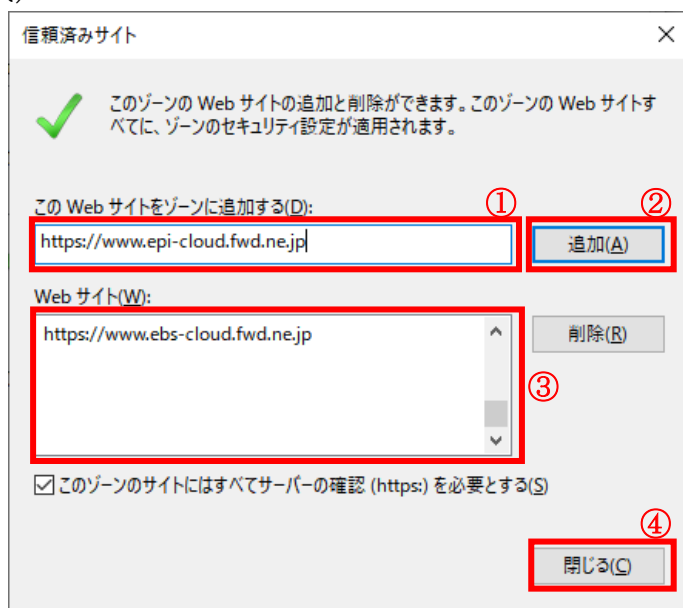 信頼済みサイト
このゾーンの Web サイトの追加と削除ができます。このゾーンの Web サイトす
べてに、ゾーンのセキュリティ設定が適用されます。
この Web サイトをゾーンに追加する(D): ① ②
https://www.epi-cloud.fwd.ne.jp 追加(A)
Web サイト(W):
https://www.ebs-cloud.fwd.ne.jp 削除(R)
③
このゾーンのサイトにはすべてサーバーの確認 (https:) を必要とする(S)
④
閉じる(C)